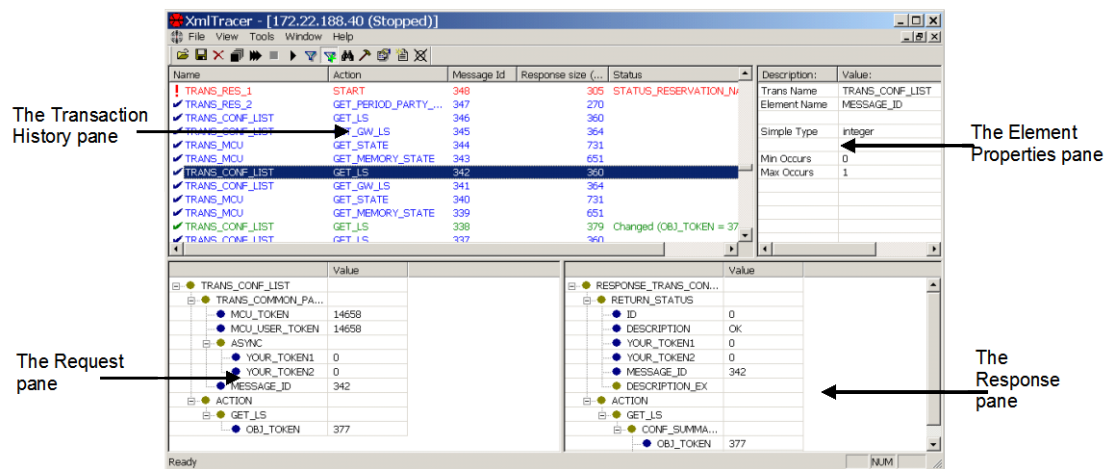 XmlTracer - [172.22.188.40 (Stopped)]
File View Tools Window Help
Name Action Message Id Response size (... Status
TRANS_RES_1 START 348 305 STATUS_RESERVATION_NA
TRANS_RES_2 GET_PERIOD_PARTY_... 347 270
TRANS_CONF_LIST GET_LS 346 360
TRANS_CONF_LIST GET_GW_LS 345 364
TRANS_MCU GET_STATE 344 731
TRANS_MCU GET_MEMORY_STATE 343 651
TRANS_CONF_LIST GET_LS 342 360
TRANS_CONF_LIST GET_GW_LS 341 364
TRANS_MCU GET_STATE 340 731
TRANS_MCU GET_MEMORY_STATE 339 651
TRANS_CONF_LIST GET_LS 338 379 Changed (OBJ_TOKEN = 37
TRANS_CONF_LIST GET_LS 337 360
Description: Value:
Trans Name TRANS_CONF_LIST
Element Name MESSAGE_ID
Simple Type integer
Min Occurs 0
Max Occurs 1
The Transaction
History pane
The Element
Properties pane
Value
TRANS_CONF_LIST
TRANS_COMMON_PA...
MCU_TOKEN 14658
MCU_USER_TOKEN 14658
ASYNC
YOUR_TOKEN1 0
YOUR_TOKEN2 0
MESSAGE_ID 342
ACTION
GET_LS
OBJ_TOKEN 377
Value
RESPONSE_TRANS_CON...
RETURN_STATUS
ID 0
DESCRIPTION OK
YOUR_TOKEN1 0
YOUR_TOKEN2 0
MESSAGE_ID 342
DESCRIPTION_EX
ACTION
GET_LS
CONF_SUMMA...
OBJ_TOKEN 377
The Request
pane
The
Response
pane
Ready NUM